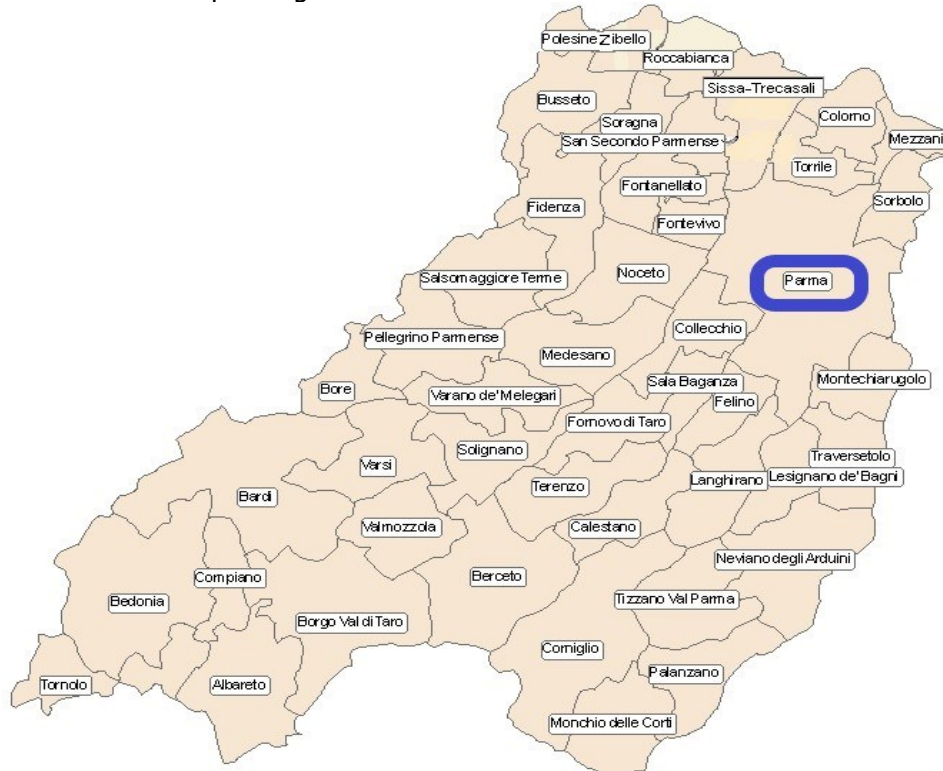 Polesine Zibello
Roccabianca
Sissa-Trecasali
Busseto
Colorno
Soragna
San Secondo Parmense
Mezzani
Torrile
Fontanellato
Sorbolo
Fidenza
Fontevivo
Noceto
Salsomaggiore Terme
Parma
Collecchio
Pellegrino Parmense
Medesano
Bore
Varano de' Melegari
Sala Baganza
Montechiarugolo
Felino
Fornovo di Taro
Solignano
Traversetolo
Varsi
Lesignano de' Bagni
Langhirano
Terenzo
Bardi
Valmozzola
Calestano
Neviano degli Arduini
Compiano
Berceto
Bedonia
Tizzano Val Parma
Borgo Val di Taro
Corniglio
Palanzano
Tornolo
Albareto
Monchio delle Corti